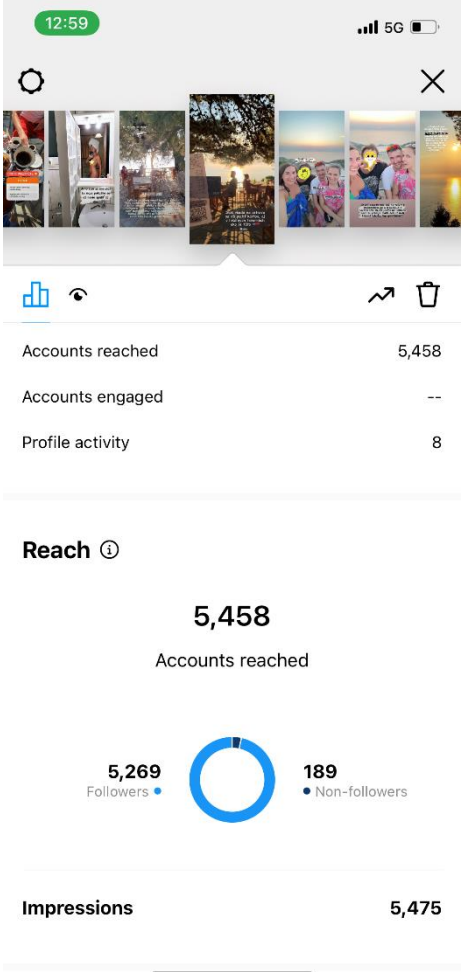 12:59
5G
Accounts reached 5,458
Accounts engaged --
Profile activity 8
Reach
5,458
Accounts reached
5,269 189
Followers Non-followers
Impressions 5,475